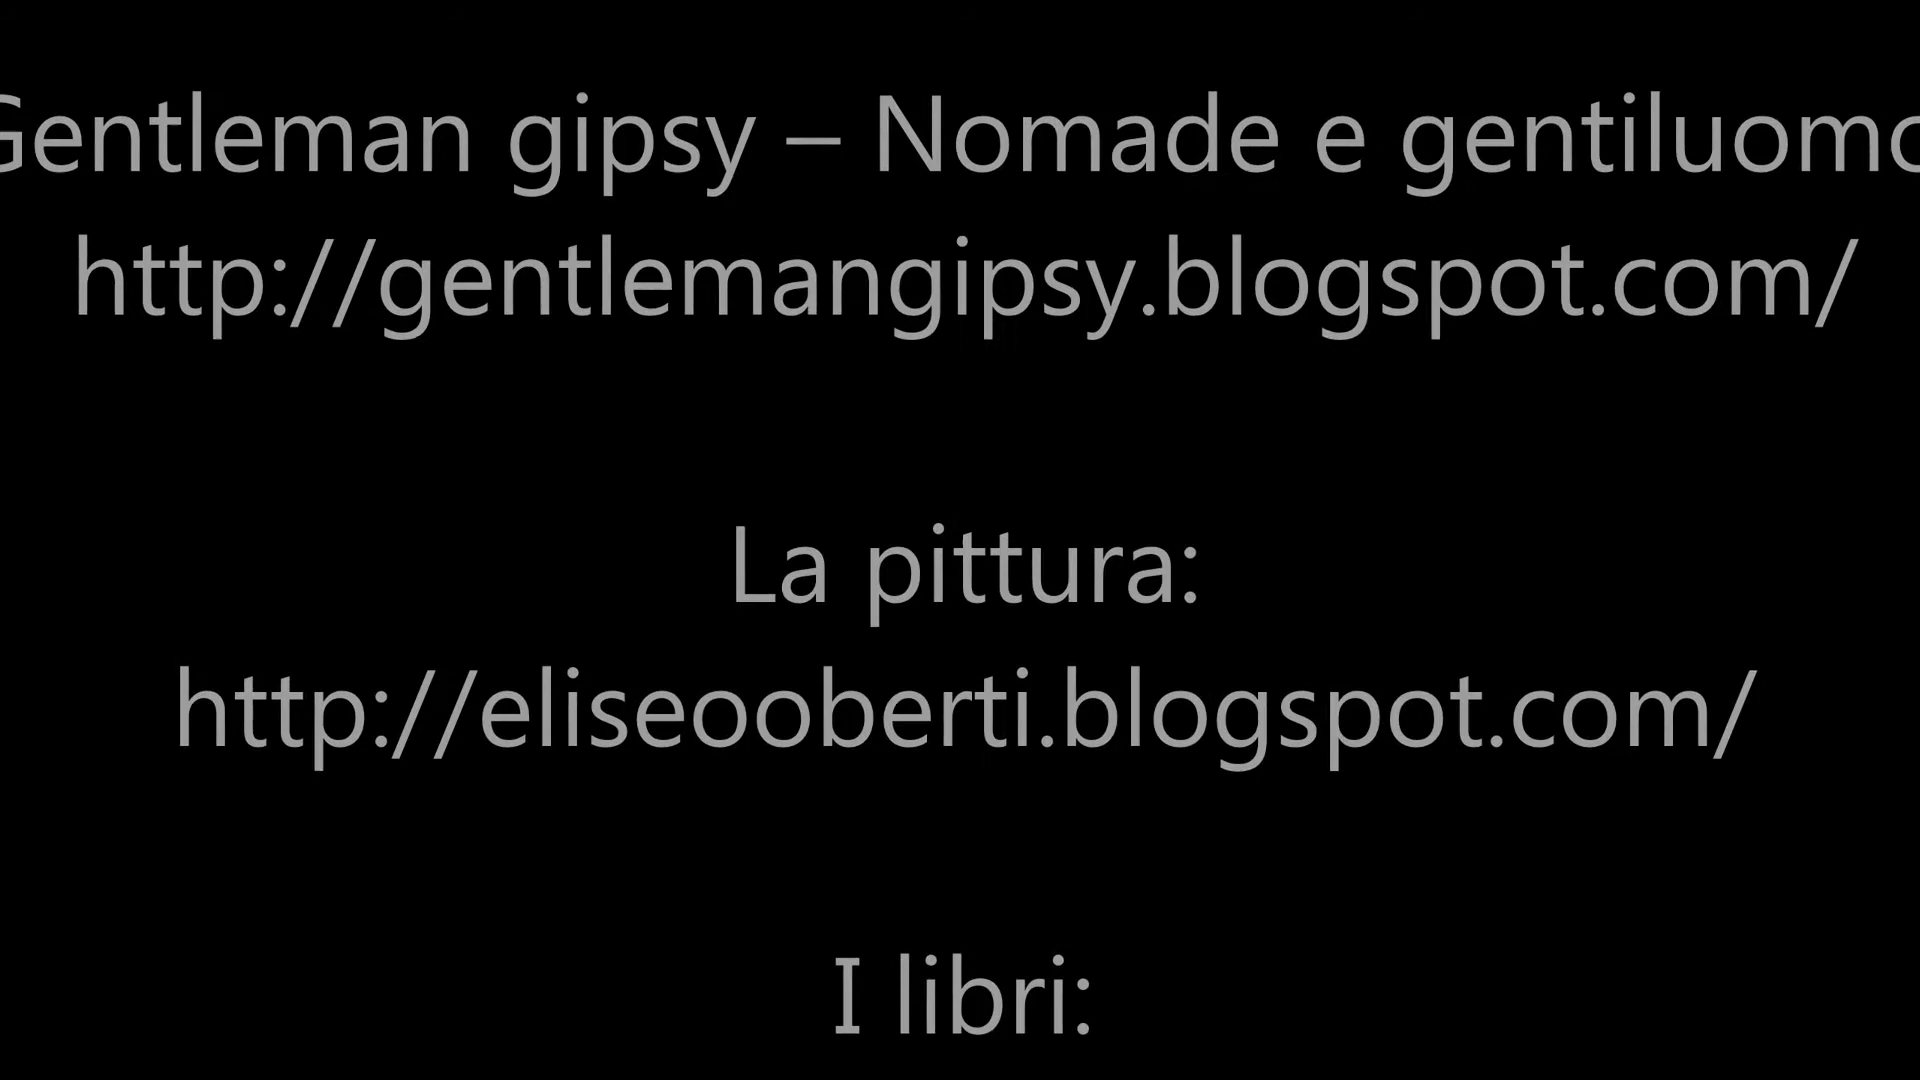 Gentleman gipsy – Nomade e gentiluomo
http://gentlemangipsy.blogspot.com/
La pittura:
http://eliseooberti.blogspot.com/
I libri: